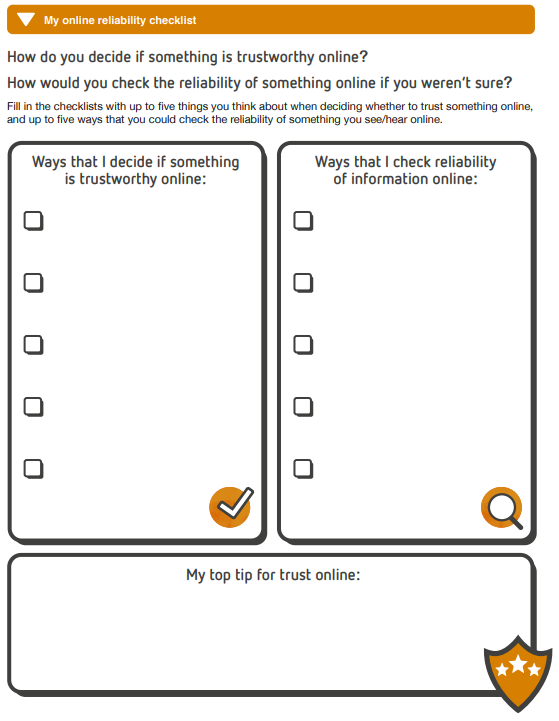 My online reliability checklist
How do you decide if something is trustworthy online?
How would you check the reliability of something online if you weren't sure?
Fill in the checklists with up to five things you think about when deciding whether to trust something online,
and up to five ways that you could check the reliability of something you see/hear online.
Ways that I decide if something
is trustworthy online:
Ways that I check reliability
of information online:
My top tip for trust online: